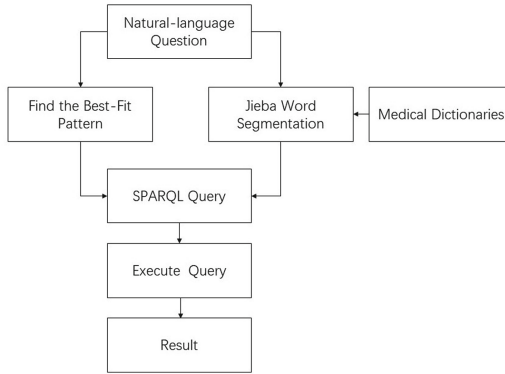 Natural-language
Question
Find the Best-Fit
Pattern
Jieba Word
Segmentation
Medical Dictionaries
SPARQL Query
Execute Query
Result